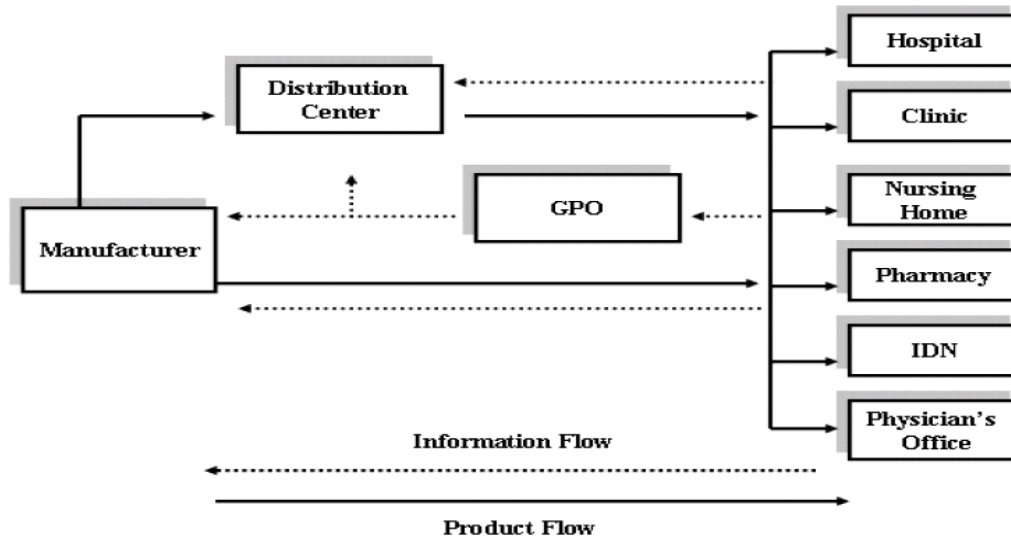 Hospital
Distribution
Center
Clinic
GPO
Nursing
Home
Manufacturer
Pharmacy
IDN
Physician's
Office
Information Flow
Product Flow